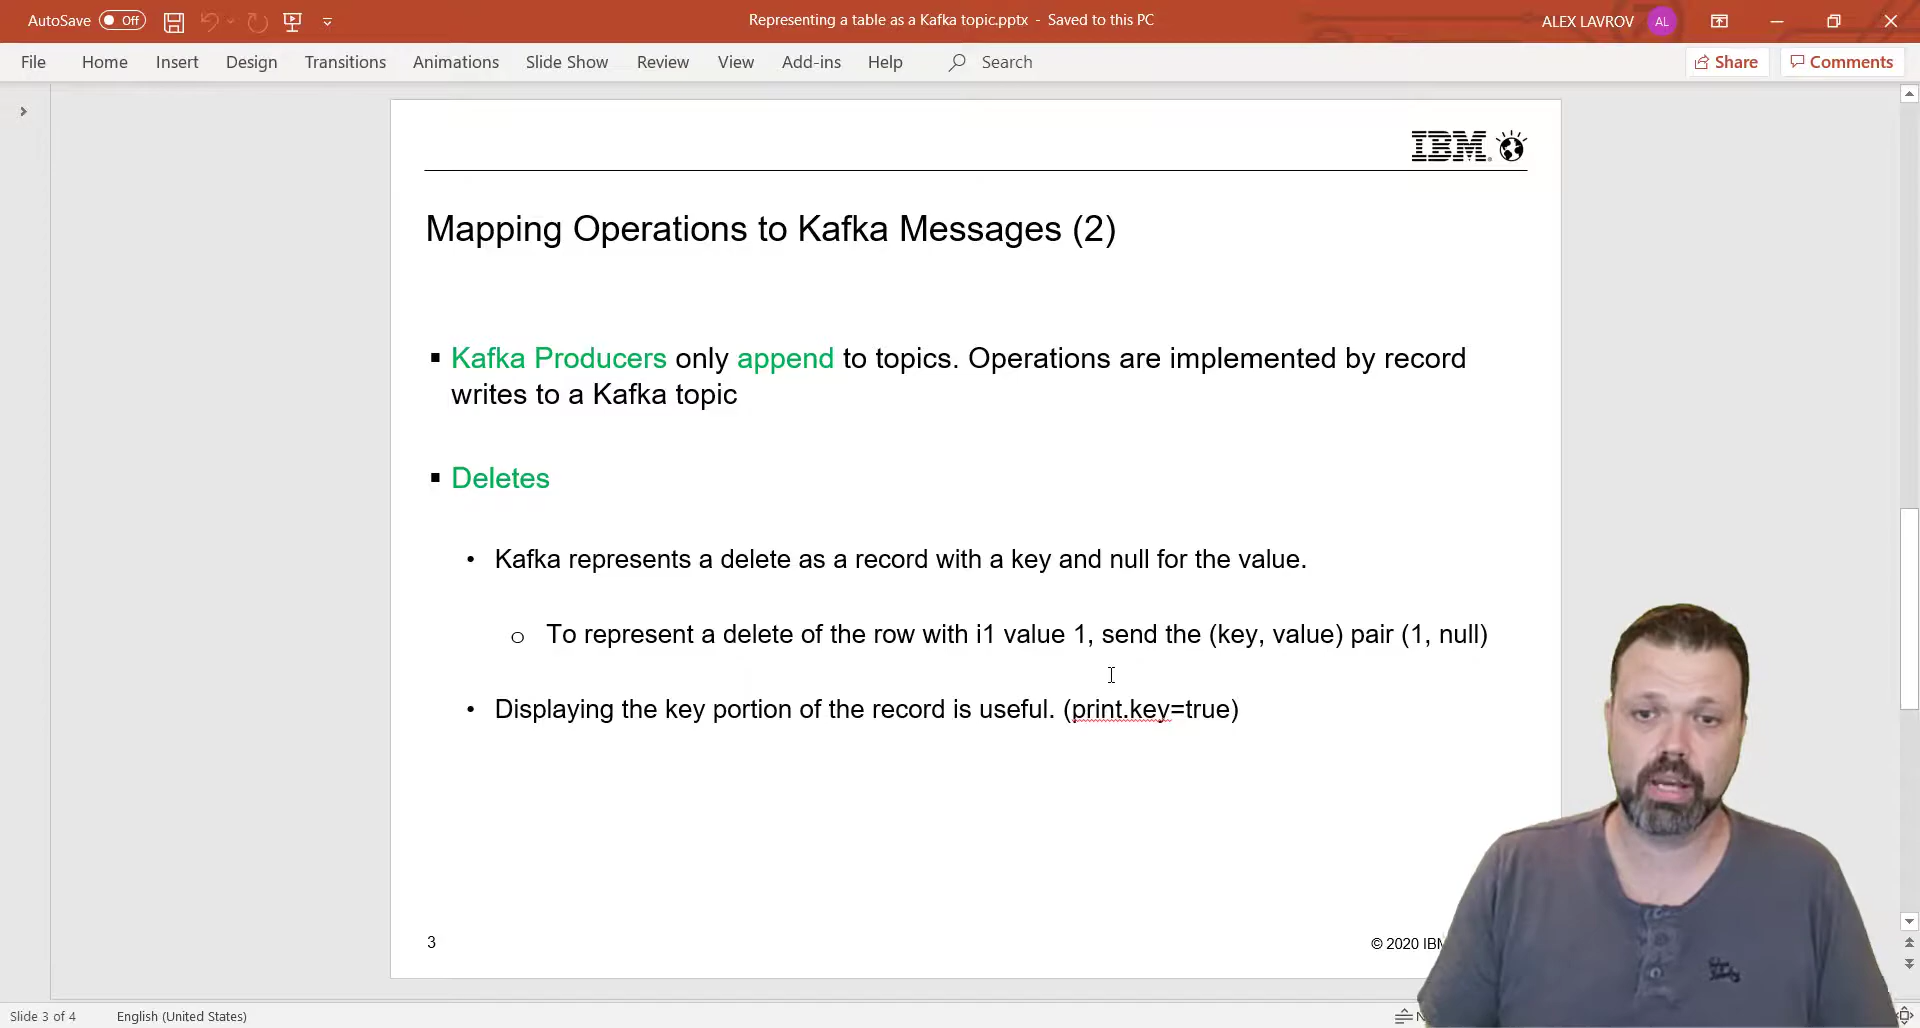 AutoSave Off
Representing a table as a Kafka topic.pptx - Saved to this PC
ALEX LAVROV AL
File Home Insert Design Transitions Animations Slide Show Review View Add-ins Help Search
Share Comments
IBM
Mapping Operations to Kafka Messages (2)
▪ Kafka Producers only append to topics. Operations are implemented by record
writes to a Kafka topic
▪ Deletes
• Kafka represents a delete as a record with a key and null for the value.
o To represent a delete of the row with i1 value 1, send the (key, value) pair (1, null)
• Displaying the key portion of the record is useful. (print.key=true)
3
© 2020 IBM
Slide 3 of 4 English (United States)